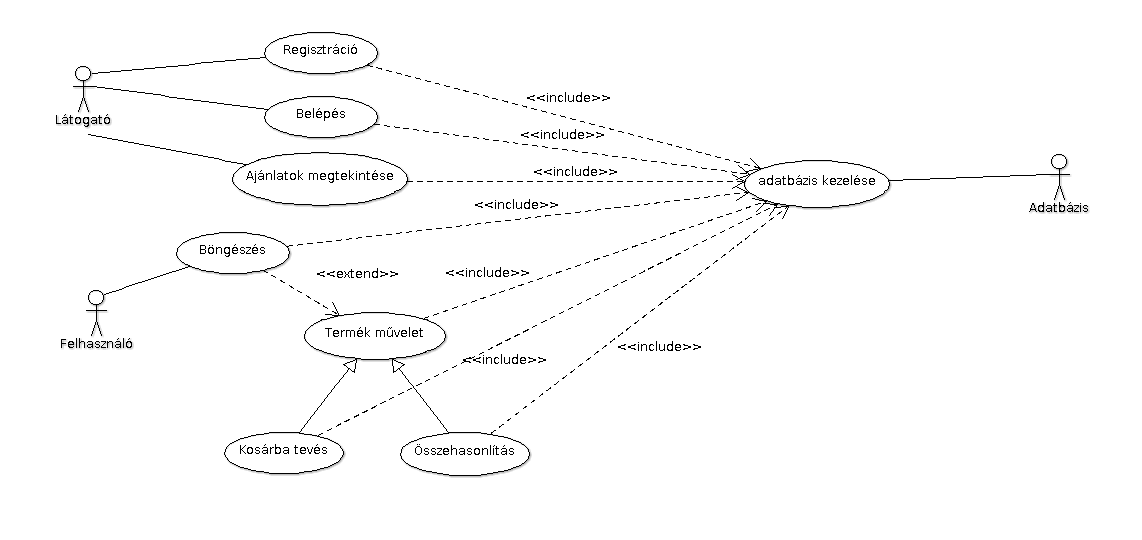 Regisztráció
<<include>>
Látogató
Belépés
<<include>>
Ajánlatok megtekintése
<<include>>
adatbázis kezelése
Adatbázis
<<include>>
Böngészés
<<extend>>
<<include>>
Termék művelet
Felhasználó
<<include>>
<<include>>
Kosárba tevés
Összehasonlítás